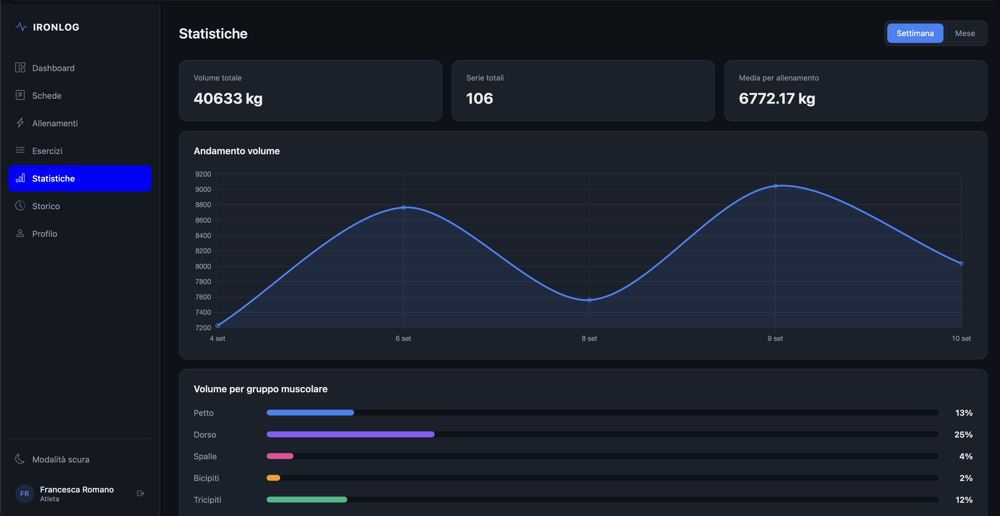 IRONLOG
Dashboard
Schede
Allenamenti
Esercizi
Statistiche
Storico
Profilo
Modalità scura
FR
Francesca Romano
Atleta
Statistiche
Settimana
Mese
Volume totale
40633 kg
Serie totali
106
Media per allenamento
6772.17 kg
Andamento volume
9200
9000
8800
8600
8400
8200
8000
7800
7600
7400
7200
4 set
6 set
8 set
9 set
10 set
Volume per gruppo muscolare
Petto
13%
Dorso
25%
Spalle
4%
Bicipiti
2%
Tricipiti
12%